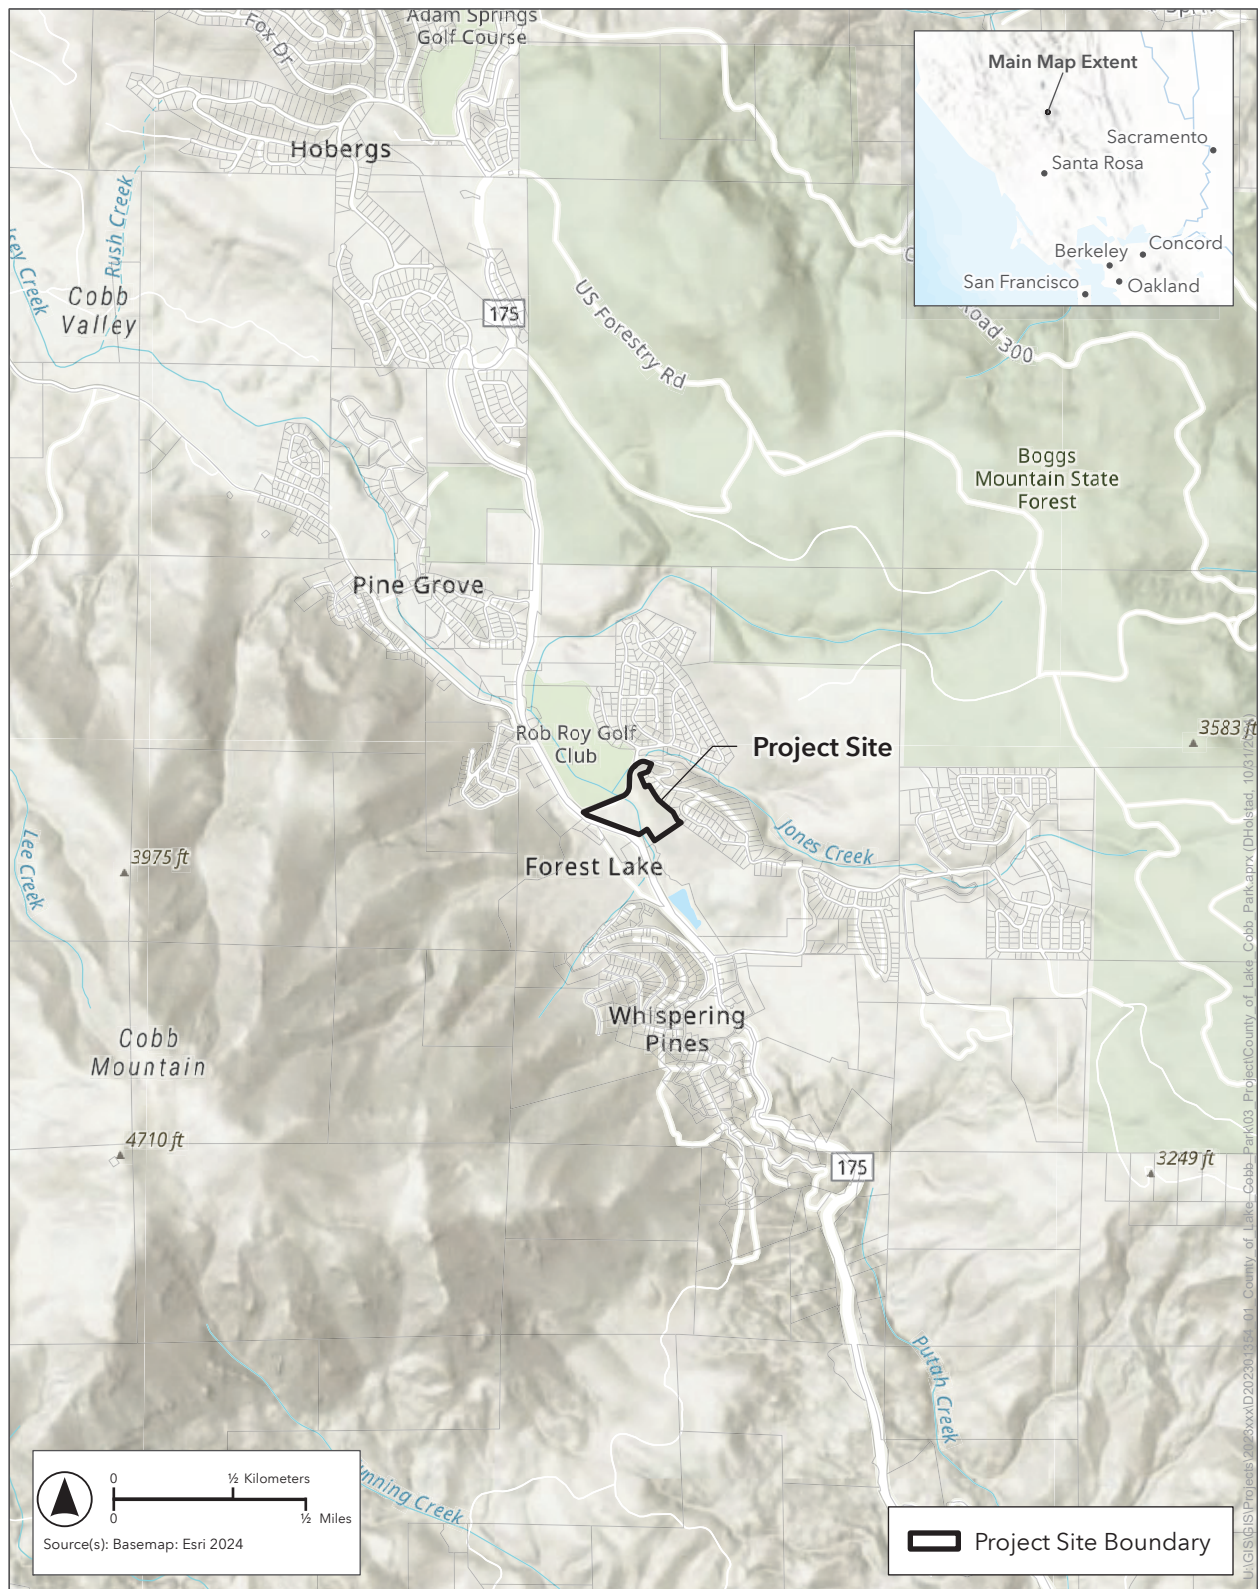 Adam Springs
Golf Course
Fox Dr
Hobergs
Rush Creek
Creek
Cobb
Valley
175
US Forestry Rd
Road 300
Main Map Extent
Sacramento
Santa Rosa
Berkeley
Concord
San Francisco
Oakland
Boggs
Mountain State
Forest
Pine Grove
Rob Roy Golf
Club
Project Site
3583 ft
Jones Creek
Forest Lake
Lee Creek
3975 ft
Whispering
Pines
Cobb
Mountain
4710 ft
175
3249 ft
Putah Creek
Creek
0 ½ Kilometers
0 ½ Miles
Source(s): Basemap: Esri 2024
Project Site Boundary